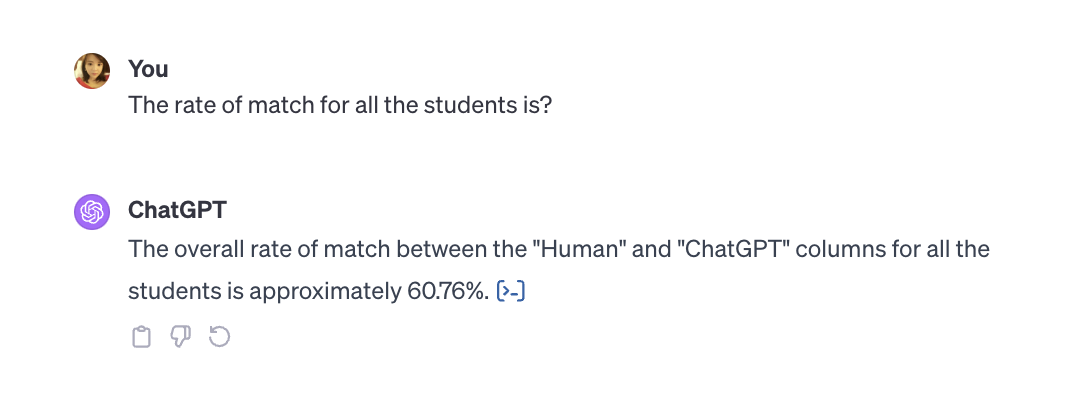 You
The rate of match for all the students is?
ChatGPT
The overall rate of match between the "Human" and "ChatGPT" columns for all the
students is approximately 60.76%. [>-]